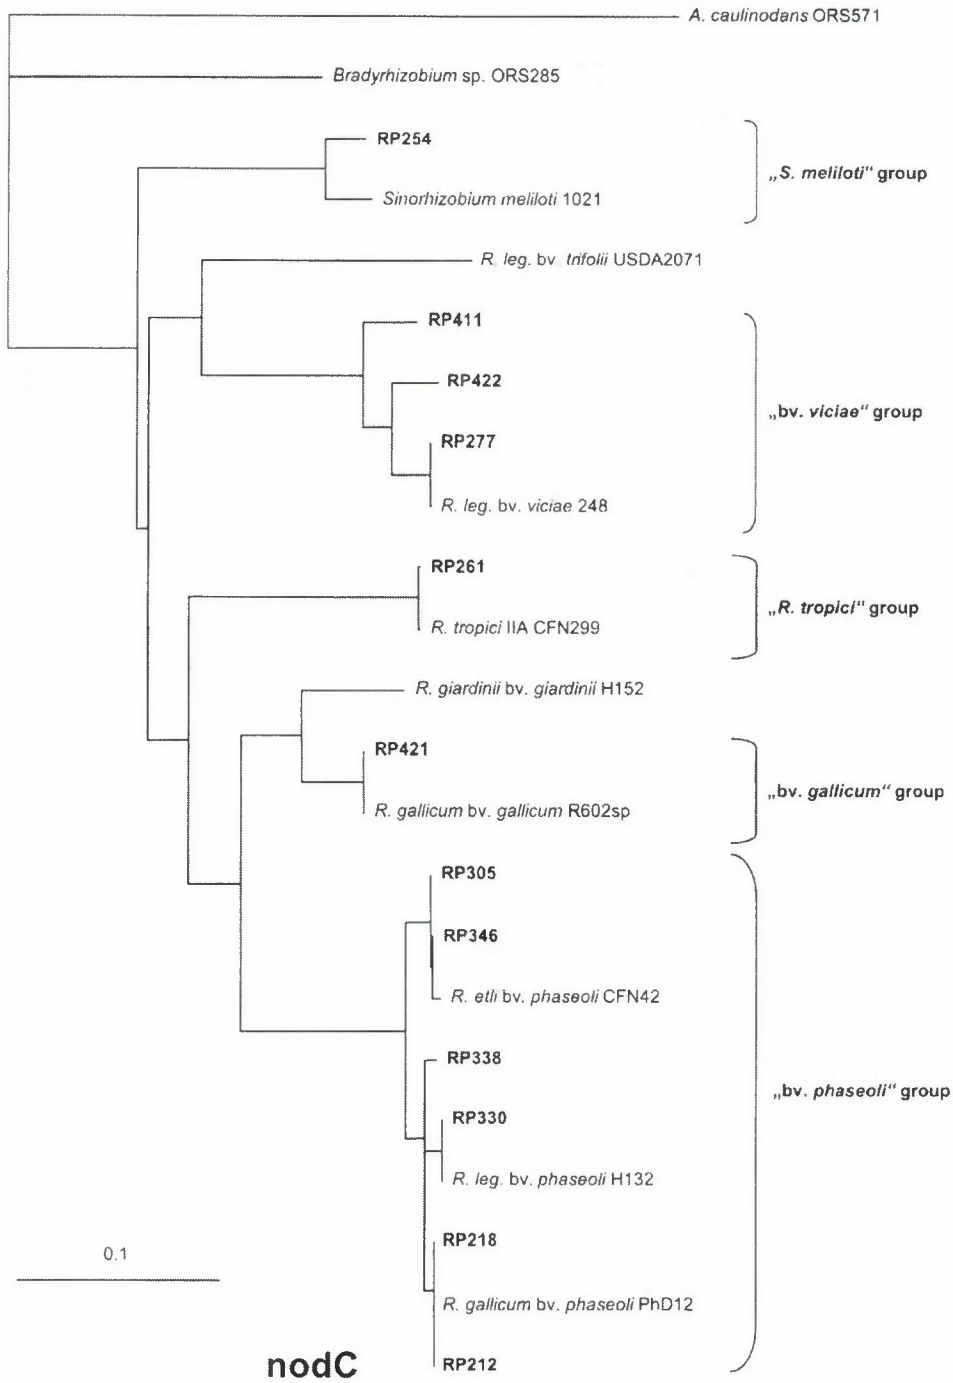 A. caulinodans ORS571
Bradyrhizobium sp. ORS285
RP254
„S. meliloti“ group
Sinorhizobium meliloti 1021
R. leg. bv. trifolii USDA2071
RP411
RP422
„bv. viciae“ group
RP277
R. leg. bv. viciae 248
RP261
„R. tropici“ group
R. tropici IIA CFN299
R. giardinii bv. giardinii H152
RP421
„bv. gallicum“ group
R. gallicum bv. gallicum R602sp
RP305
RP346
R. etli bv. phaseoli CFN42
RP338
„bv. phaseoli“ group
RP330
R. leg. bv. phaseoli H132
RP218
0.1
R. gallicum bv. phaseoli PhD12
RP212
nodC